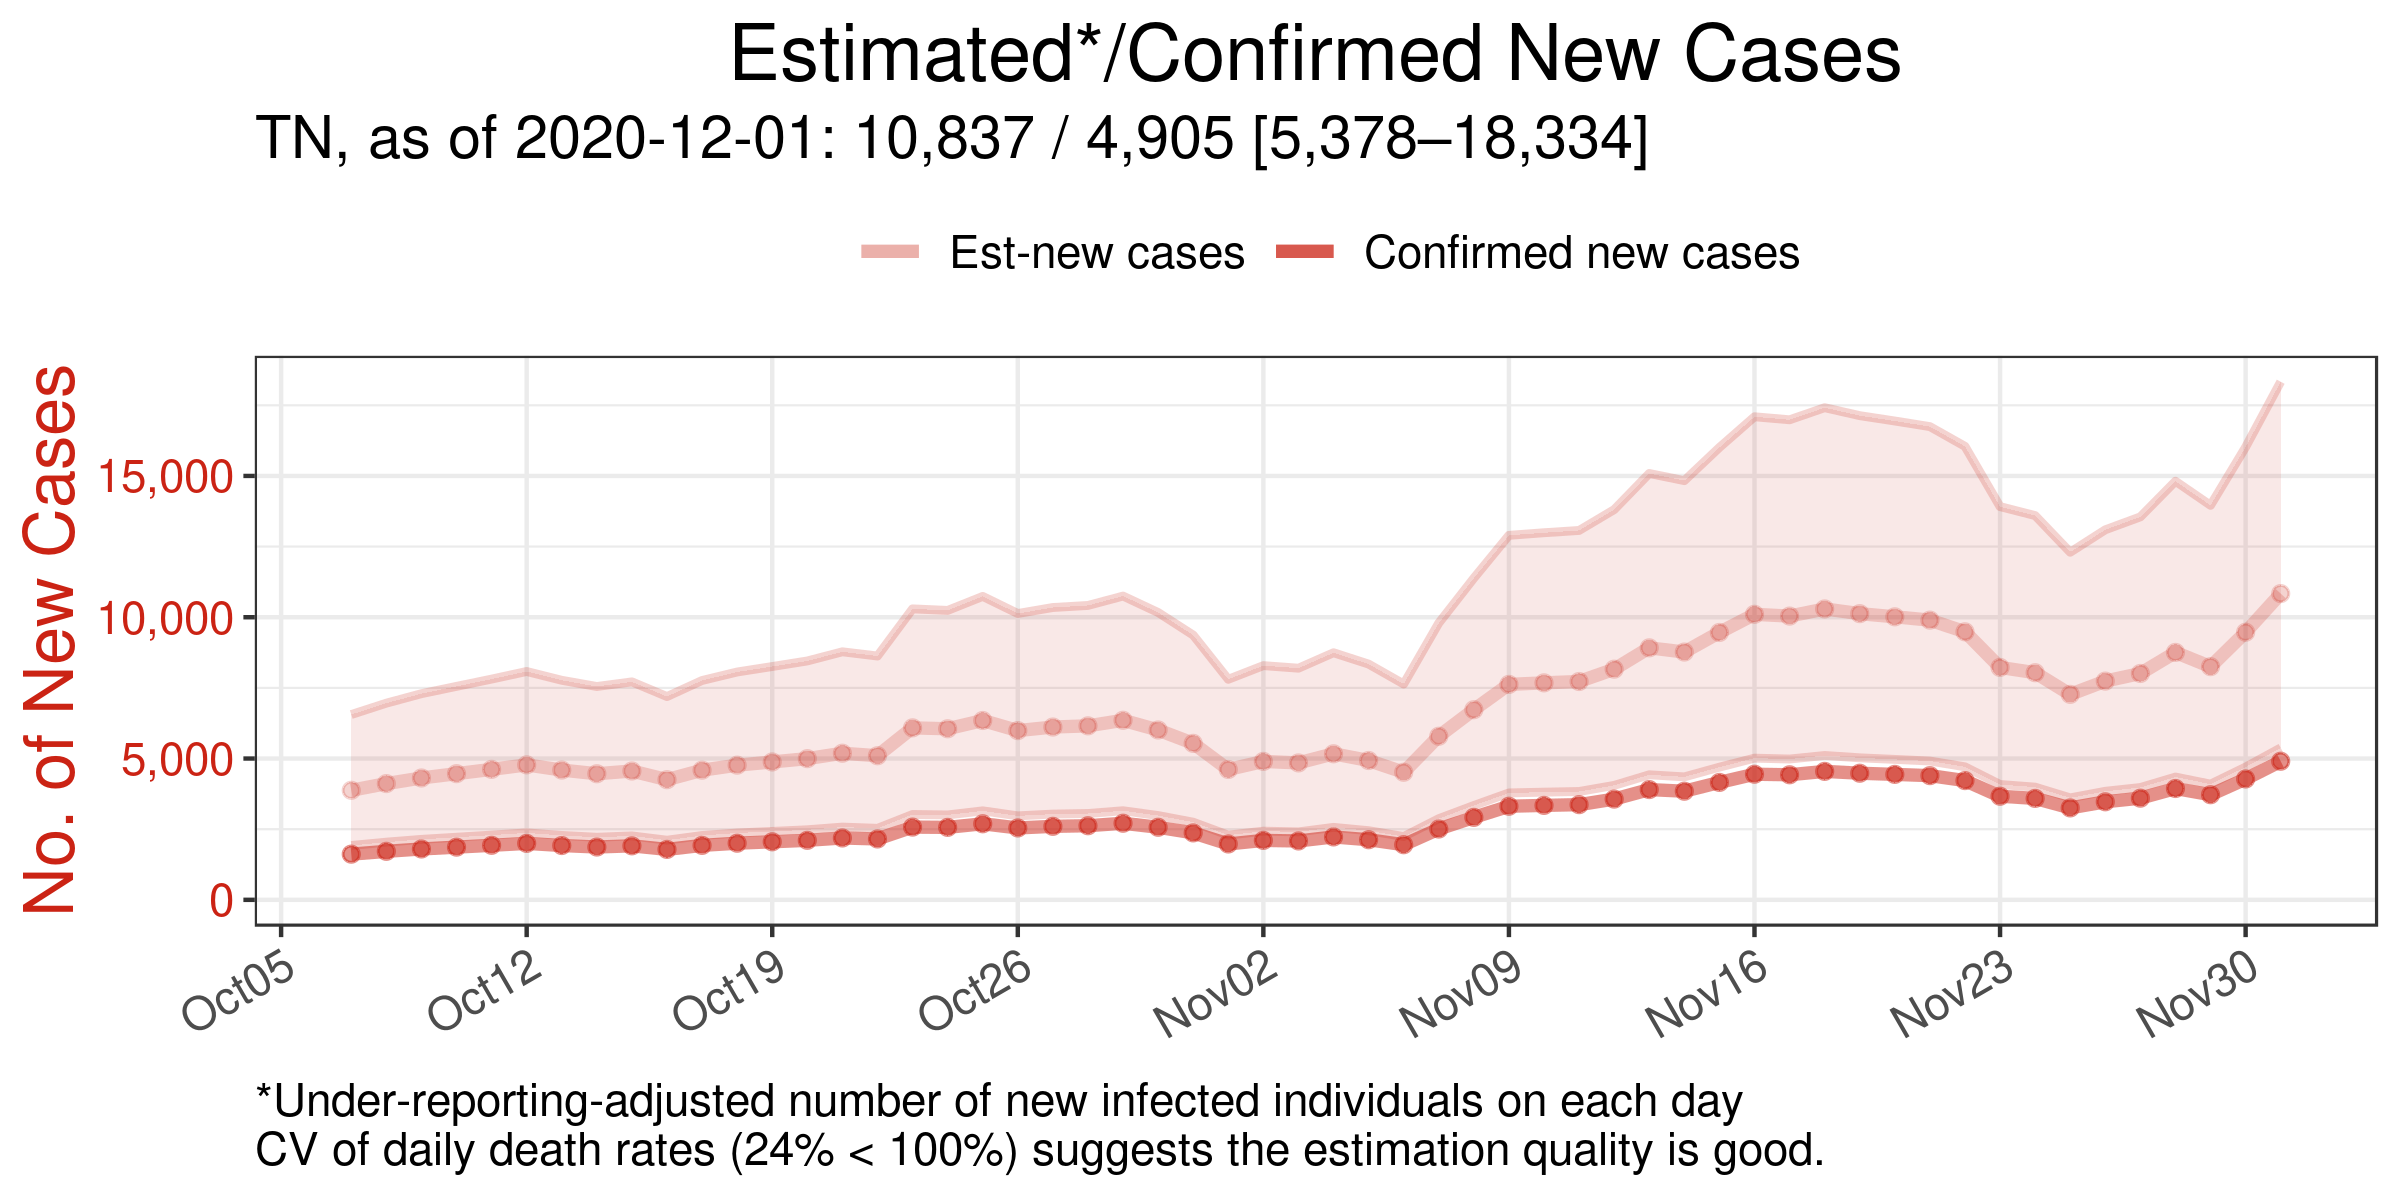 Estimated*/Confirmed New Cases
TN, as of 2020-12-01: 10,837 / 4,905 [5,378–18,334]
Est-new cases Confirmed new cases
No. of New Cases
15,000
10,000
5,000
0
Oct05 Oct12 Oct19 Oct26 Nov02 Nov09 Nov16 Nov23 Nov30
*Under-reporting-adjusted number of new infected individuals on each day
CV of daily death rates (24% < 100%) suggests the estimation quality is good.